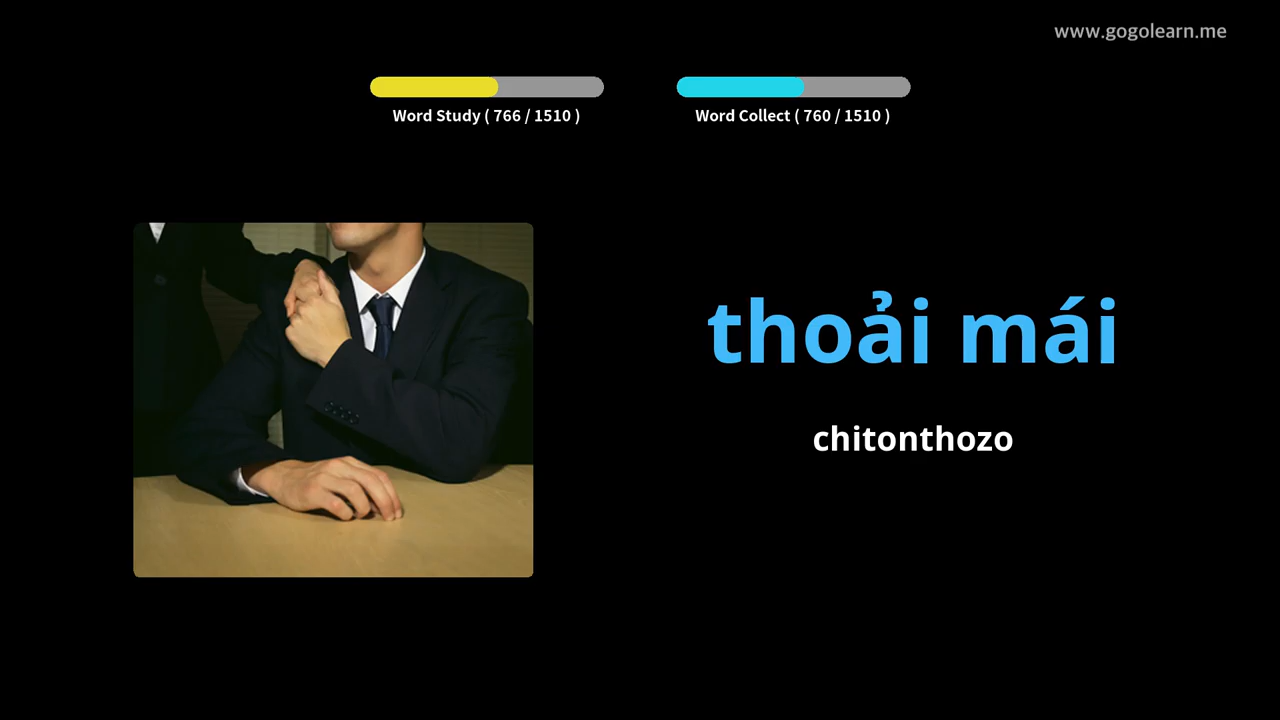 www.gogolearn.me
Word Study ( 766 / 1510 )
Word Collect ( 760 / 1510 )
thoải mái
chitonthozo